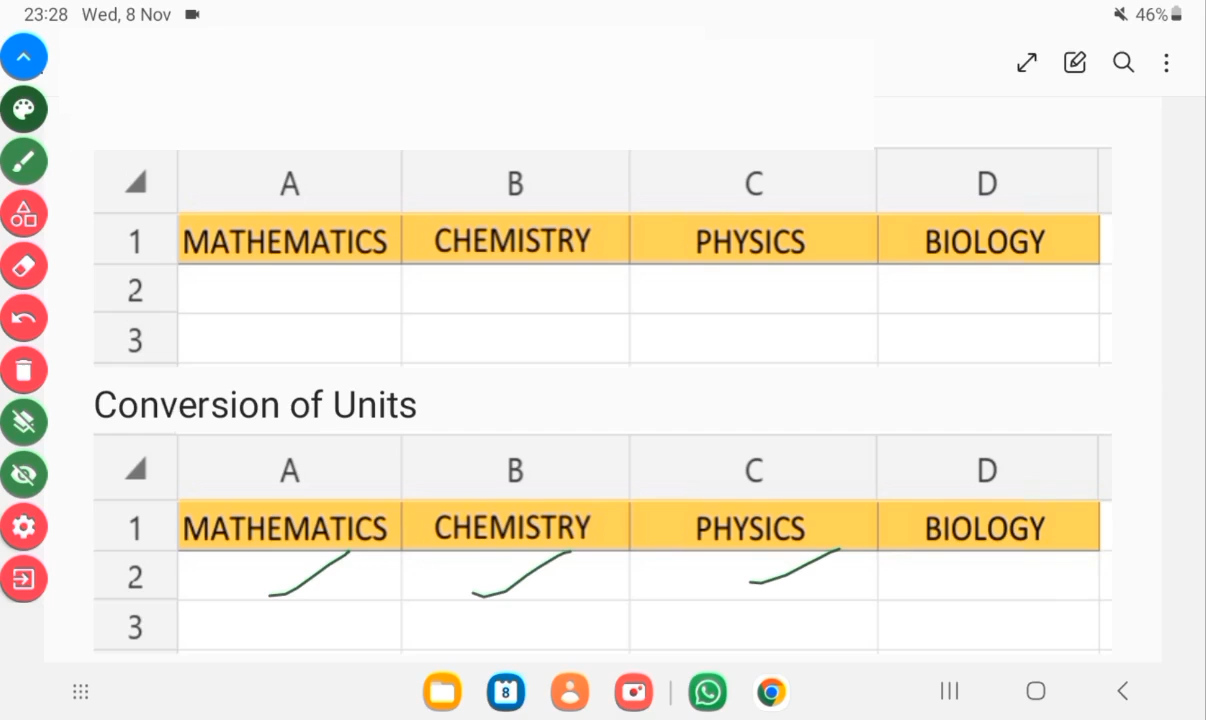 23:28 Wed, 8 Nov 46%
A B C D
1 MATHEMATICS CHEMISTRY PHYSICS BIOLOGY
2
3
Conversion of Units
A B C D
1 MATHEMATICS CHEMISTRY PHYSICS BIOLOGY
2
3
8